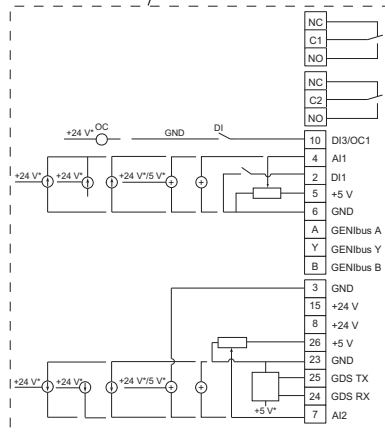 NC
C1
NO
NC
C2
NO
+24 V* OC GND DI 10 DI3/OC1
4 AI1
+24 V* +24 V* +24 V*/5 V* 2 DI1
5 +5 V
6 GND
A GENIbus A
Y GENIbus Y
B GENIbus B
3 GND
15 +24 V
8 +24 V
26 +5 V
23 GND
+24 V* +24 V* +24 V*/5 V* 25 GDS TX
24 GDS RX
+5 V* 7 AI2